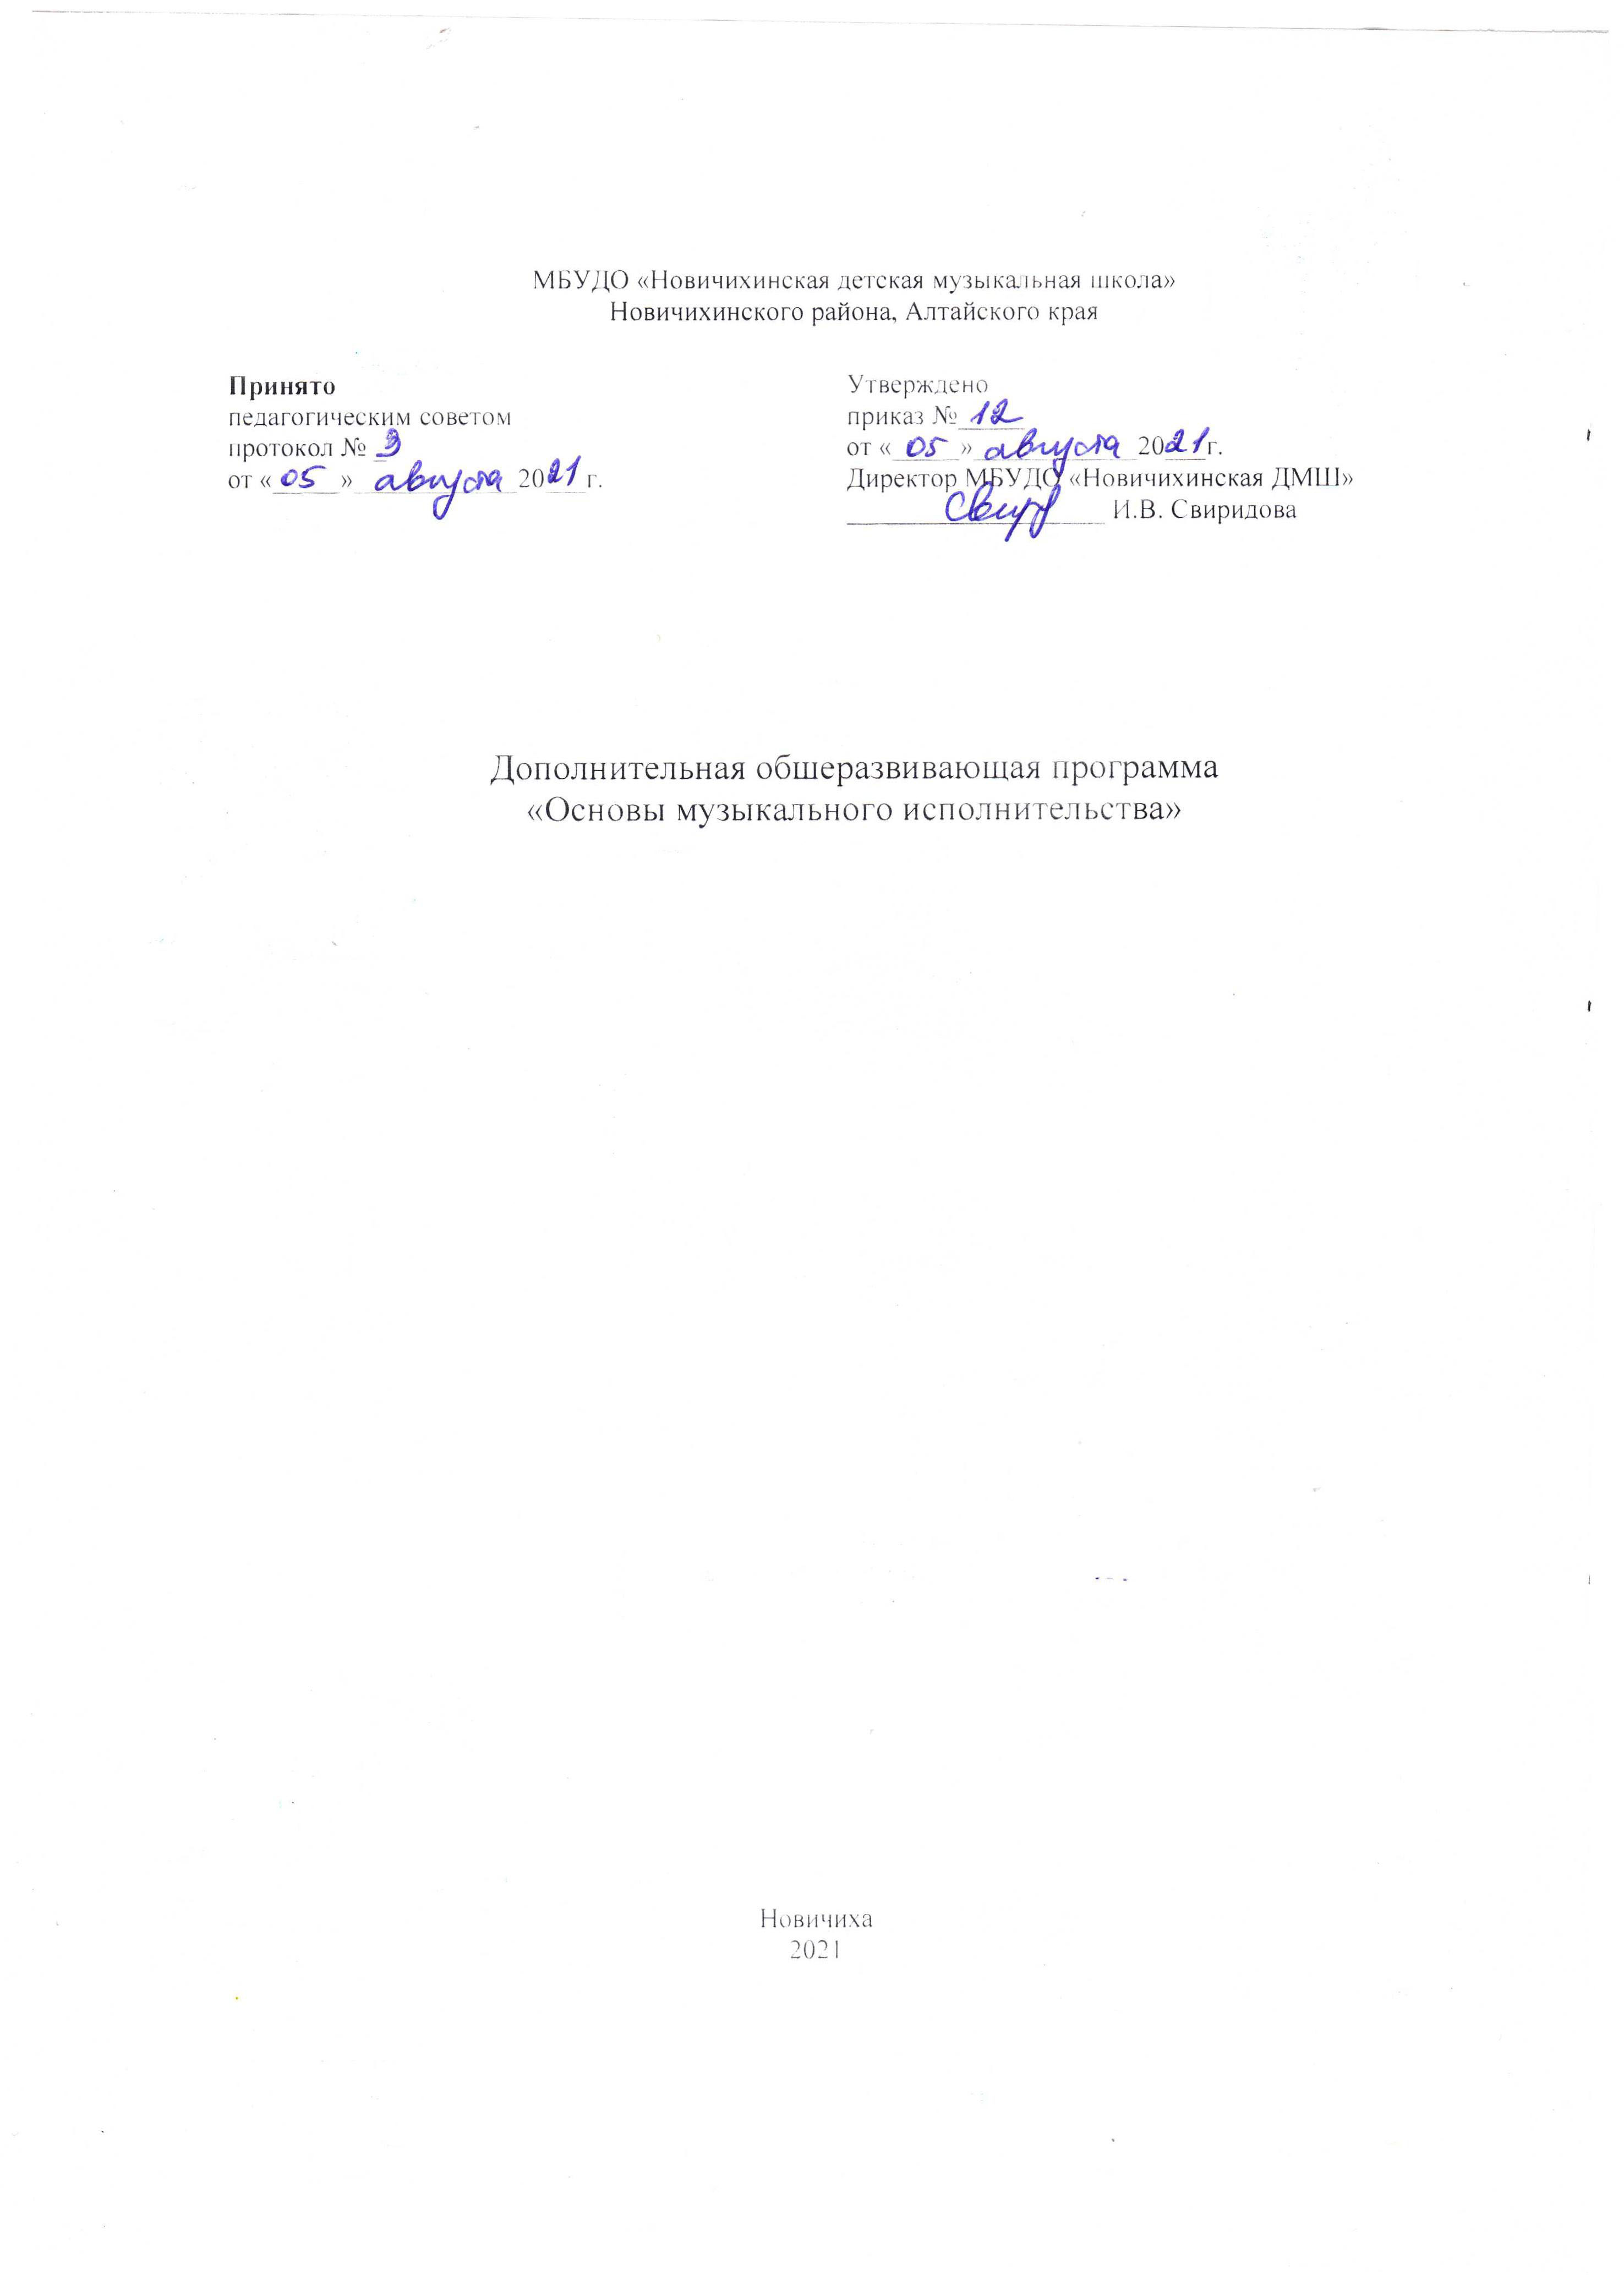 МБУДО «Новичихинская детская музыкальная школа»
Новичихинского района, Алтайского края
Принято
педагогическим советом
протокол № 3
от «05» августа 2021 г.
Утверждено
приказ № 12
от «05» августа 2021г.
Директор МБУДО «Новичихинская ДМШ»
Свир И.В. Свиридова
Дополнительная обшеразвивающая программа
«Основы музыкального исполнительства»
Новичиха
2021